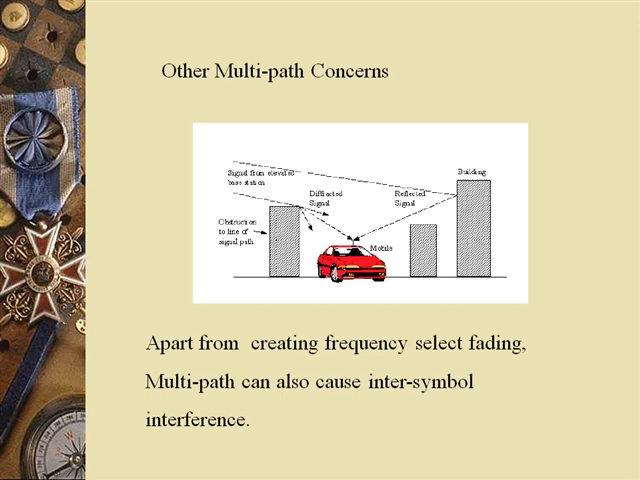 Other Multi-path Concerns
Signal from elevated
base station
Building
Diffracted
Signal
Reflected
Signal
Obstruction
to line of
signal path
Mobile
Apart from  creating frequency select fading,
Multi-path can also cause inter-symbol
interference.